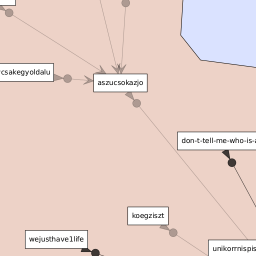 csakegyoldalu
aszucsokazjo
don-t-tell-me-who-is-a
koegziszt
wejusthave1life
unikornispis